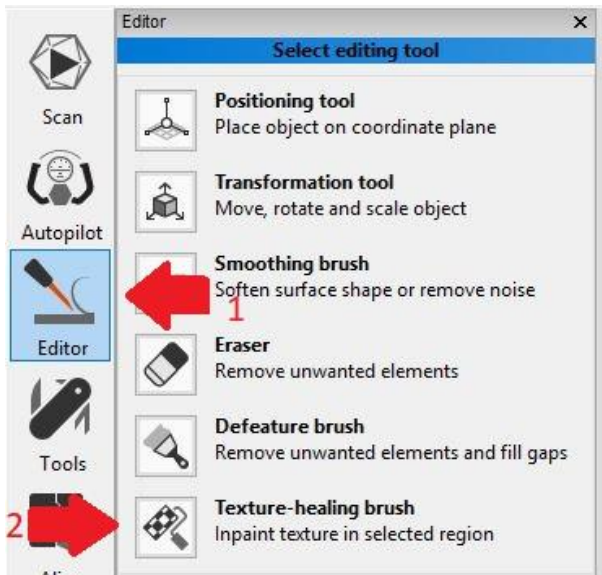 Editor
Select editing tool
Scan
Positioning tool
Place object on coordinate plane
Autopilot
Transformation tool
Move, rotate and scale object
Editor
Smoothing brush
Soften surface shape or remove noise
1
Eraser
Remove unwanted elements
Tools
Defeature brush
Remove unwanted elements and fill gaps
2
Texture-healing brush
Inpaint texture in selected region